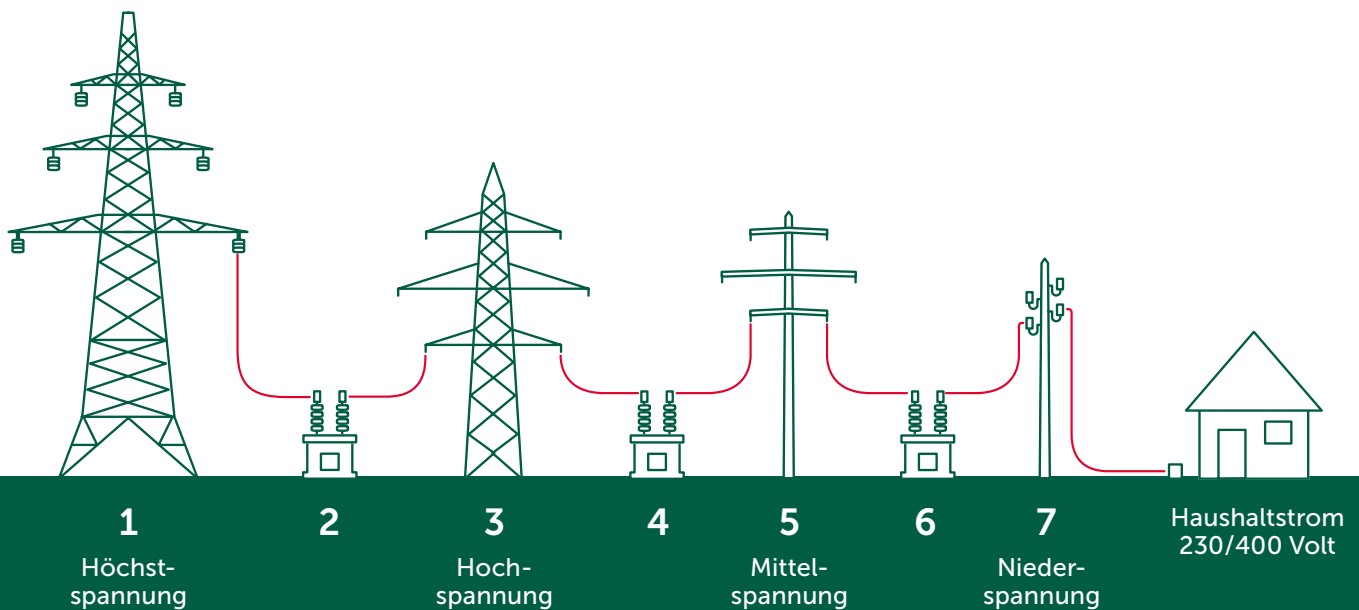 1 2 3 4 5 6 7
Höchst-
spannung
Hoch-
spannung
Mittel-
spannung
Nieder-
spannung
Haushaltstrom
230/400 Volt